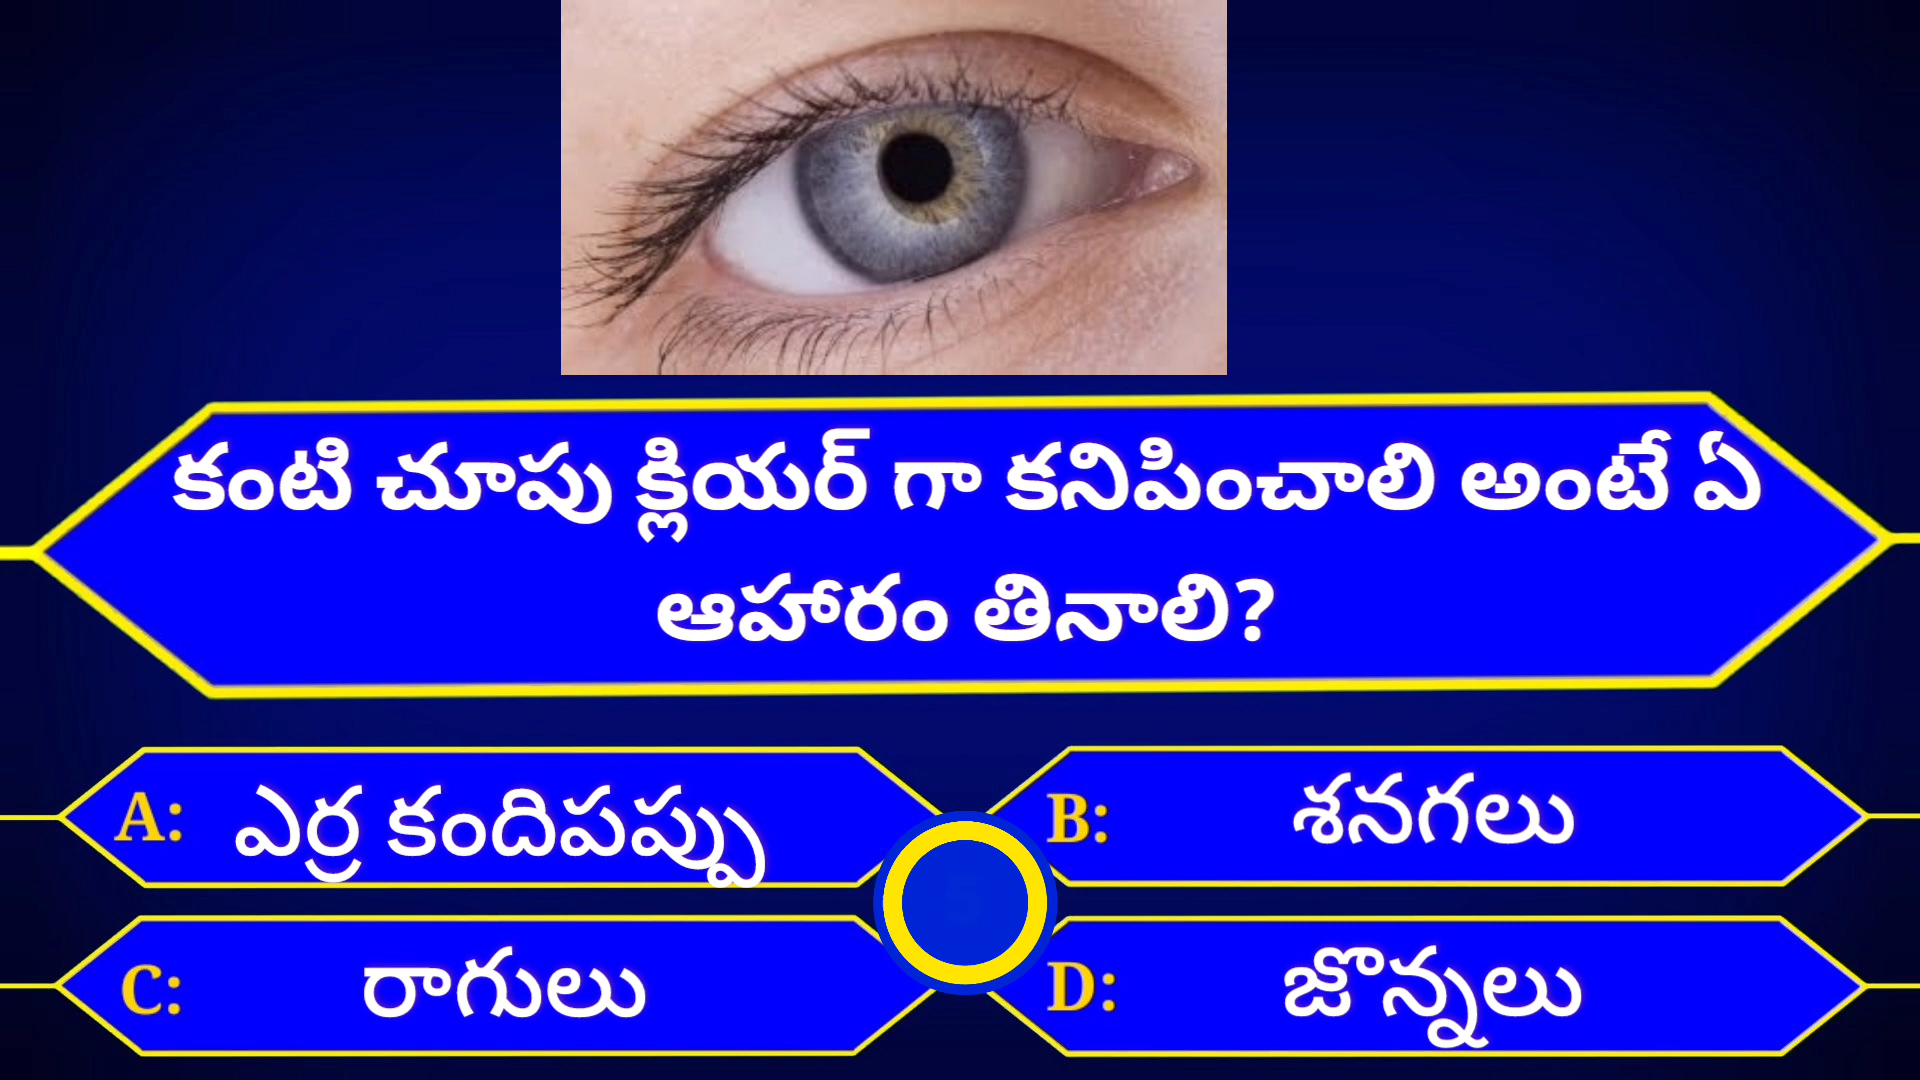 కంటి చూపు క్లియర్ గా కనిపించాలి అంటే ఏ
ఆహారం తినాలి?
A: ఎర్ర కందిపప్పు
B: శనగలు
C: రాగులు
D: జొన్నలు